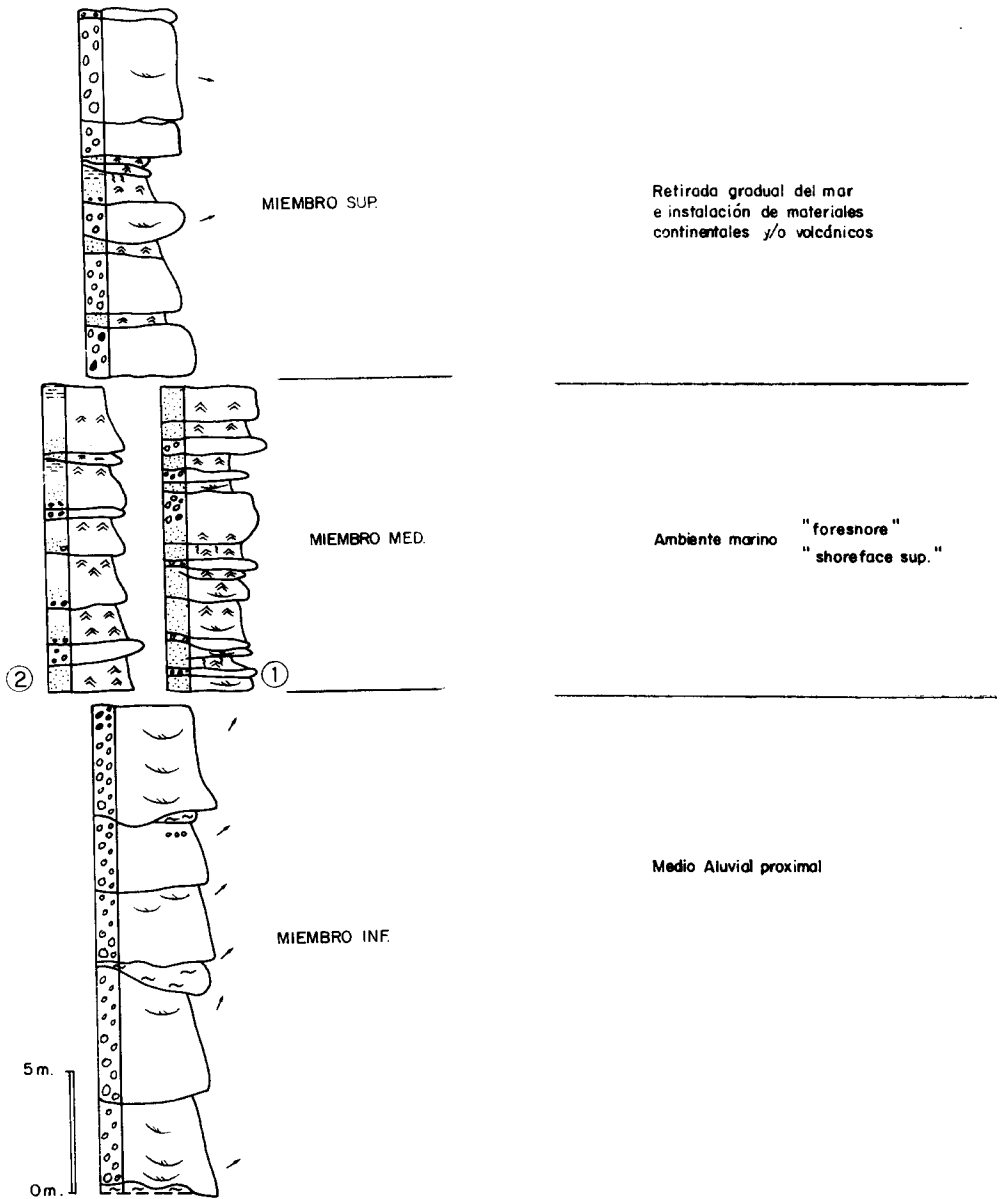 MIEMBRO SUP.
Retirada gradual del mar
e instalación de materiales
continentales y/o volcánicos
MIEMBRO MED.
Ambiente marino
"foresnore"
"shoreface sup."
2
1
MIEMBRO INF.
Medio Aluvial proximal
5 m.
0 m.